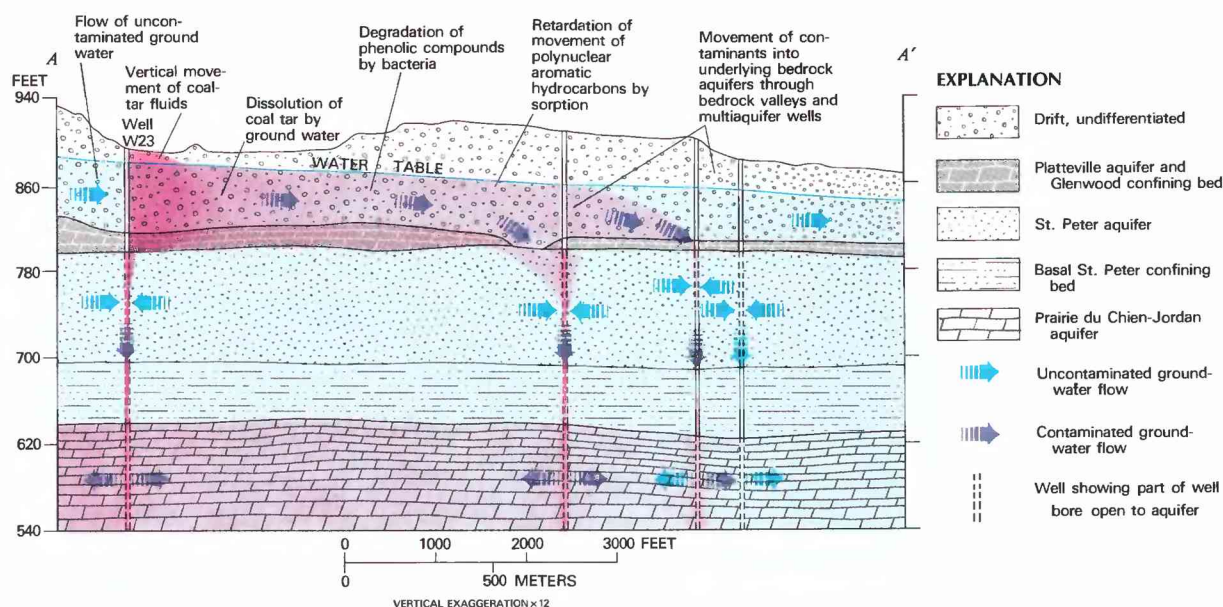 Flow of uncon-
taminated ground
water
Vertical move-
ment of coal-
tar fluids
Dissolution of
coal tar by
ground water
Degradation of
phenolic compounds
by bacteria
Retardation of
movement of
polynuclear
aromatic
hydrocarbons by
sorption
Movement of con-
taminants into
underlying bedrock
aquifers through
bedrock valleys and
multiaquifer wells
A
A'
FEET
940
860
780
700
620
540
Well
W23
WATER TABLE
0 1000 2000 3000 FEET
0 500 METERS
VERTICAL EXAGGERATION × 12
EXPLANATION
Drift, undifferentiated
Platteville aquifer and
Glenwood confining bed
St. Peter aquifer
Basal St. Peter confining
bed
Prairie du Chien-Jordan
aquifer
Uncontaminated ground-
water flow
Contaminated ground-
water flow
Well showing part of well
bore open to aquifer